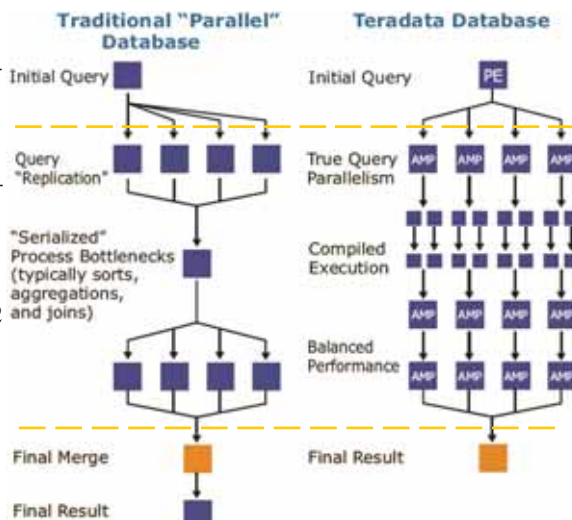 Traditional “Parallel”
Database
Initial Query
Query
“Replication”
“Serialized”
Process Bottlenecks
(typically sorts,
aggregations,
and joins)
Final Merge
Final Result
Teradata Database
Initial Query
PE
True Query
Parallelism
AMP AMP AMP AMP
Compiled
Execution
AMP AMP AMP AMP
Balanced
Performance
AMP AMP AMP AMP
Final Result